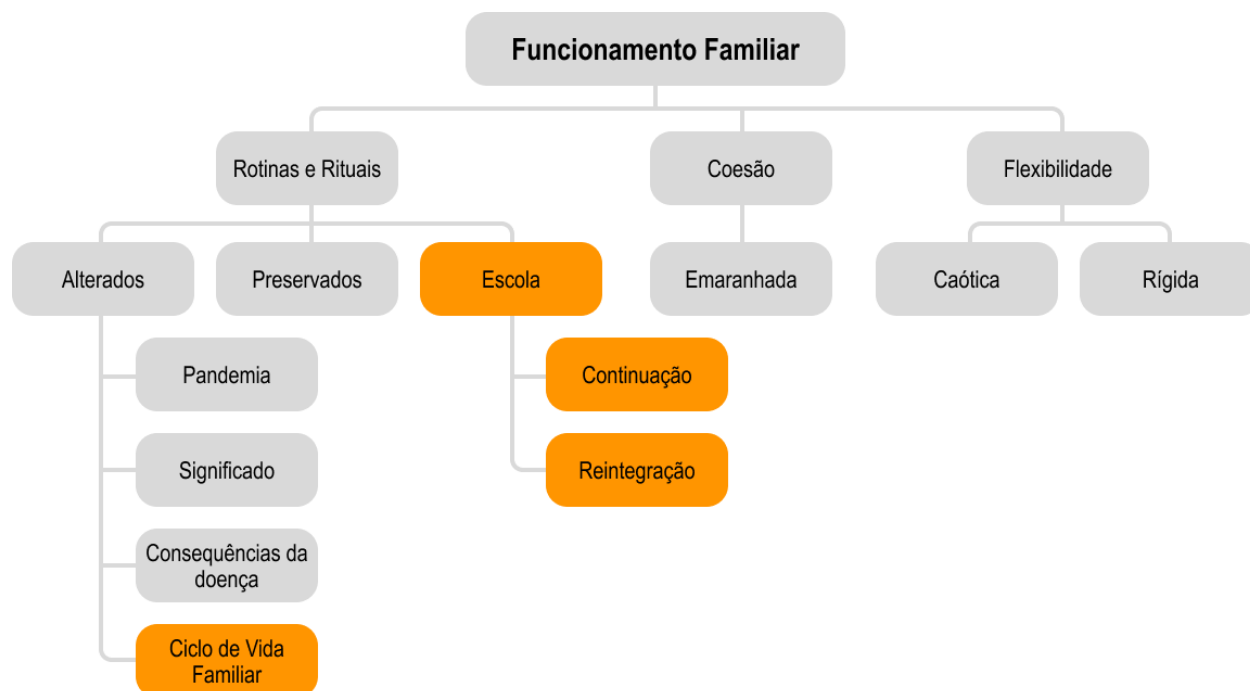 Funcionamento Familiar
Rotinas e Rituais
Coesão
Flexibilidade
Alterados
Preservados
Escola
Emaranhada
Caótica
Rígida
Pandemia
Continuação
Significado
Reintegração
Consequências da
doença
Ciclo de Vida
Familiar